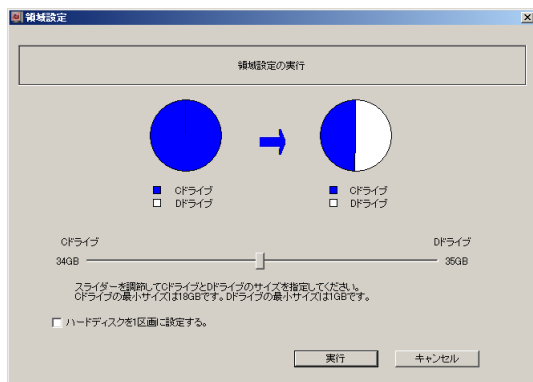 領域設定
領域設定の実行
Cドライブ
Dドライブ
Cドライブ
Dドライブ
Cドライブ
Dドライブ
34GB
35GB
スライダーを調節してCドライブとDドライブのサイズを指定してください。
Cドライブの最小サイズは18GBです。Dドライブの最小サイズは1GBです。
ハードディスクを1区画に設定する。
実行
キャンセル